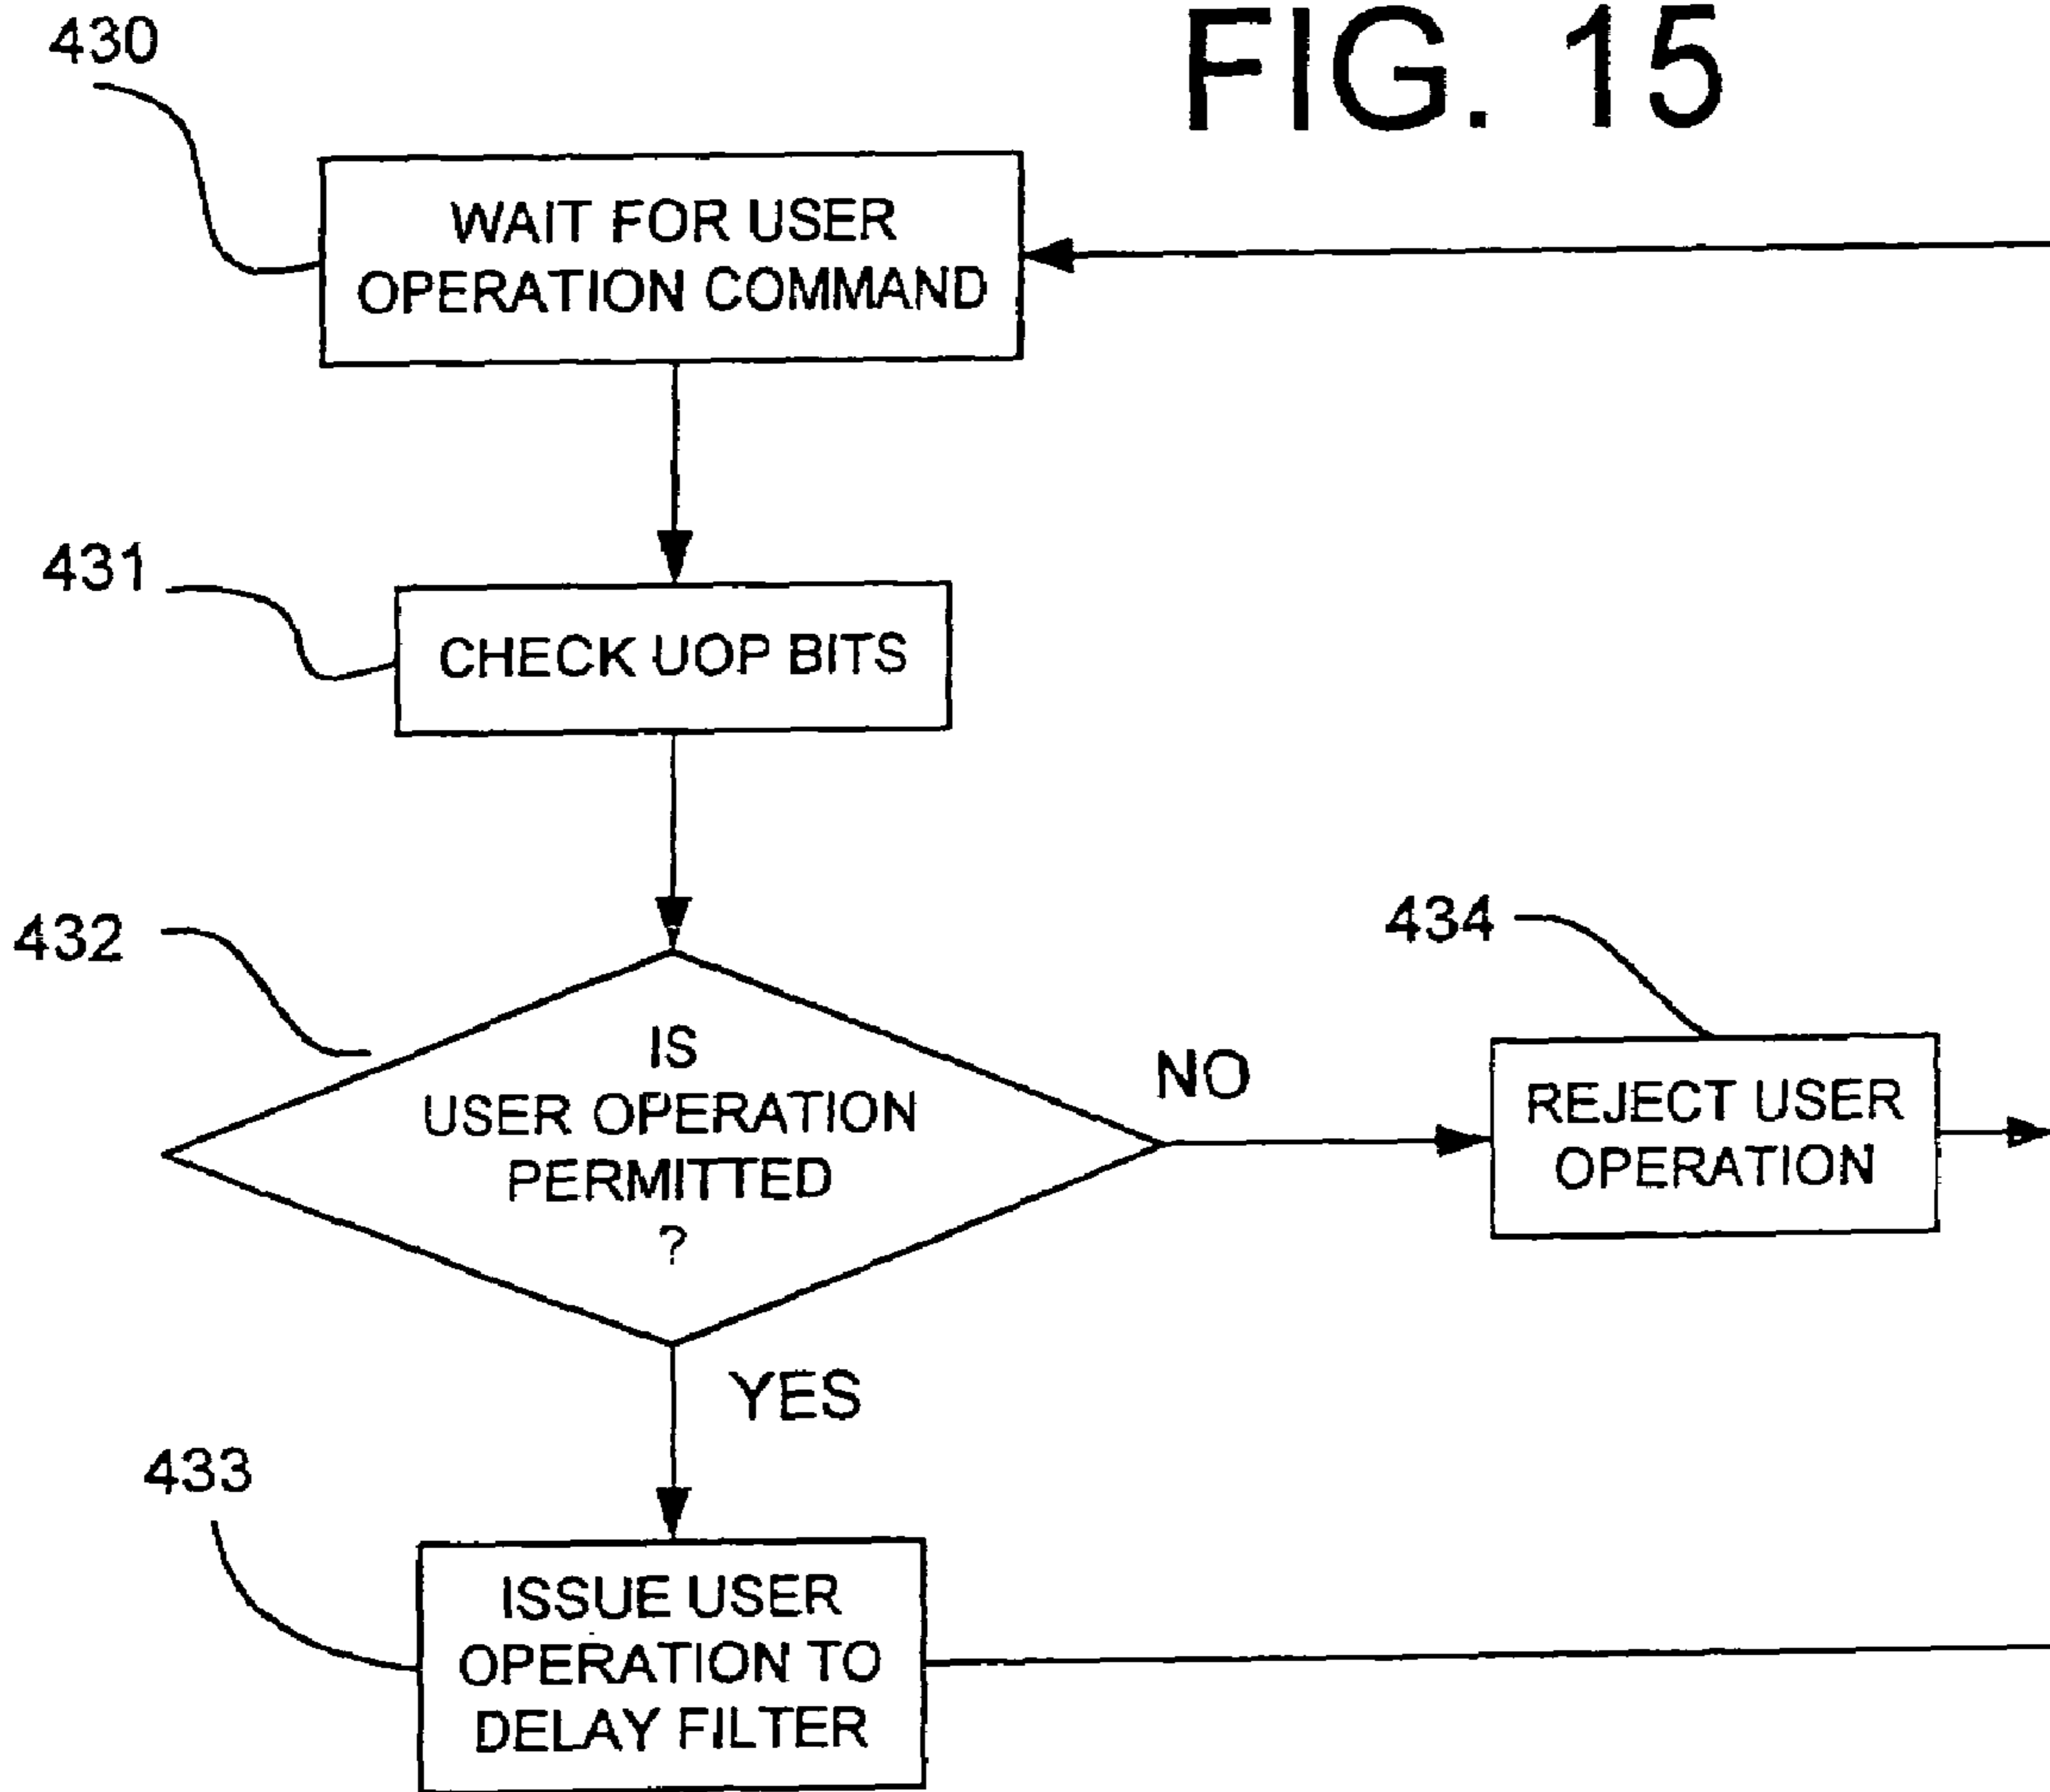 FIG. 15
430
WAIT FOR USER
OPERATION COMMAND
431
CHECK UOP BITS
432
IS
USER OPERATION
PERMITTED
?
NO
434
REJECT USER
OPERATION
YES
433
ISSUE USER
OPERATION TO
DELAY FILTER